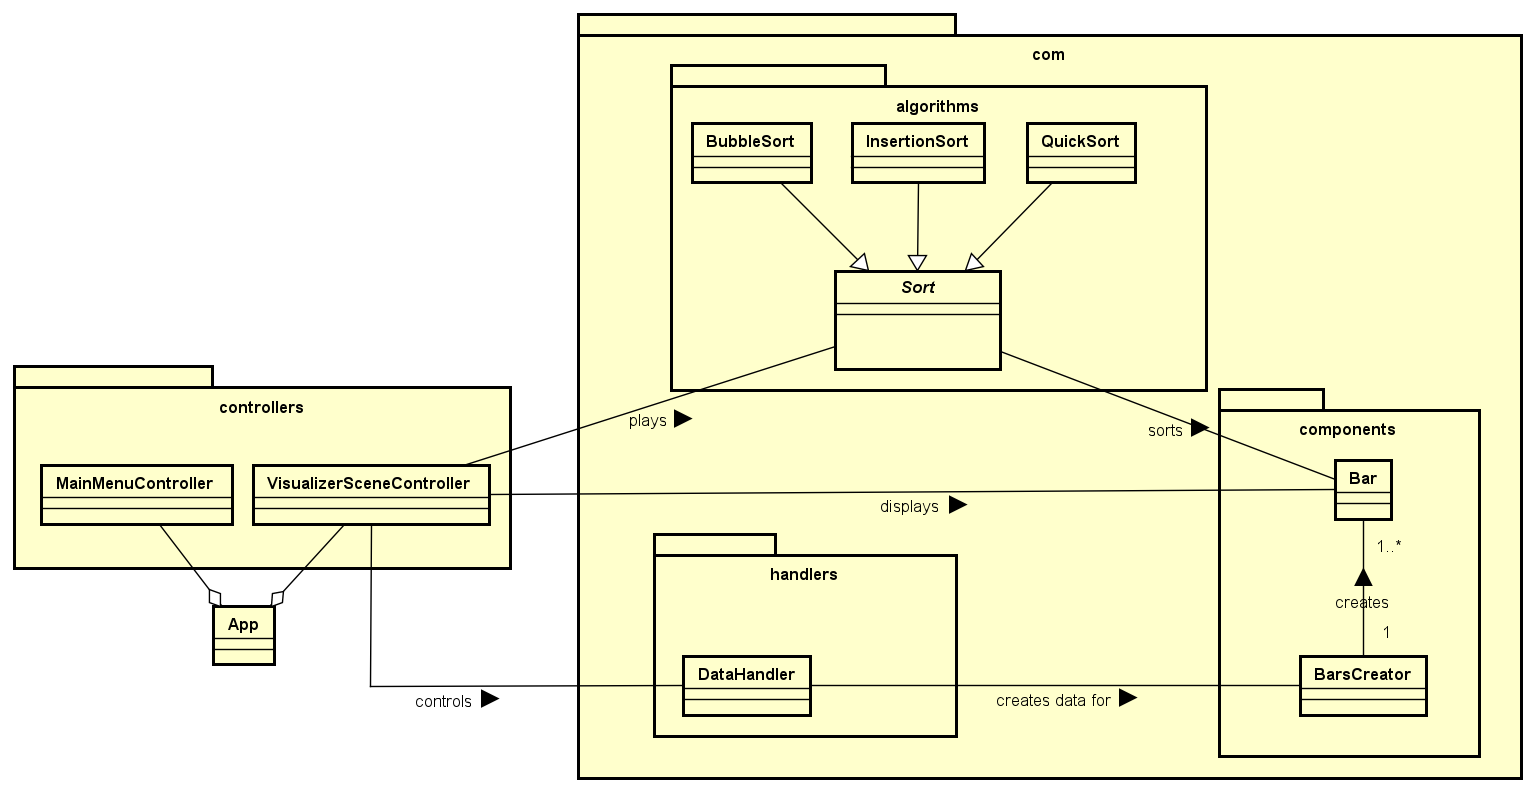 com
algorithms
BubbleSort
InsertionSort
QuickSort
Sort
controllers
plays
sorts
components
MainMenuController
VisualizerSceneController
Bar
displays
1..*
handlers
creates
App
1
DataHandler
BarsCreator
controls
creates data for